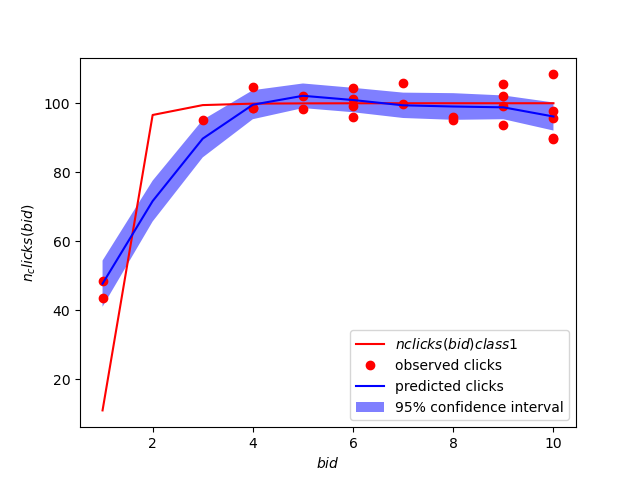 100
80
60
40
20
n_clicks(bid)
2
4
6
8
10
bid
nclicks(bid)class1
observed clicks
predicted clicks
95% confidence interval